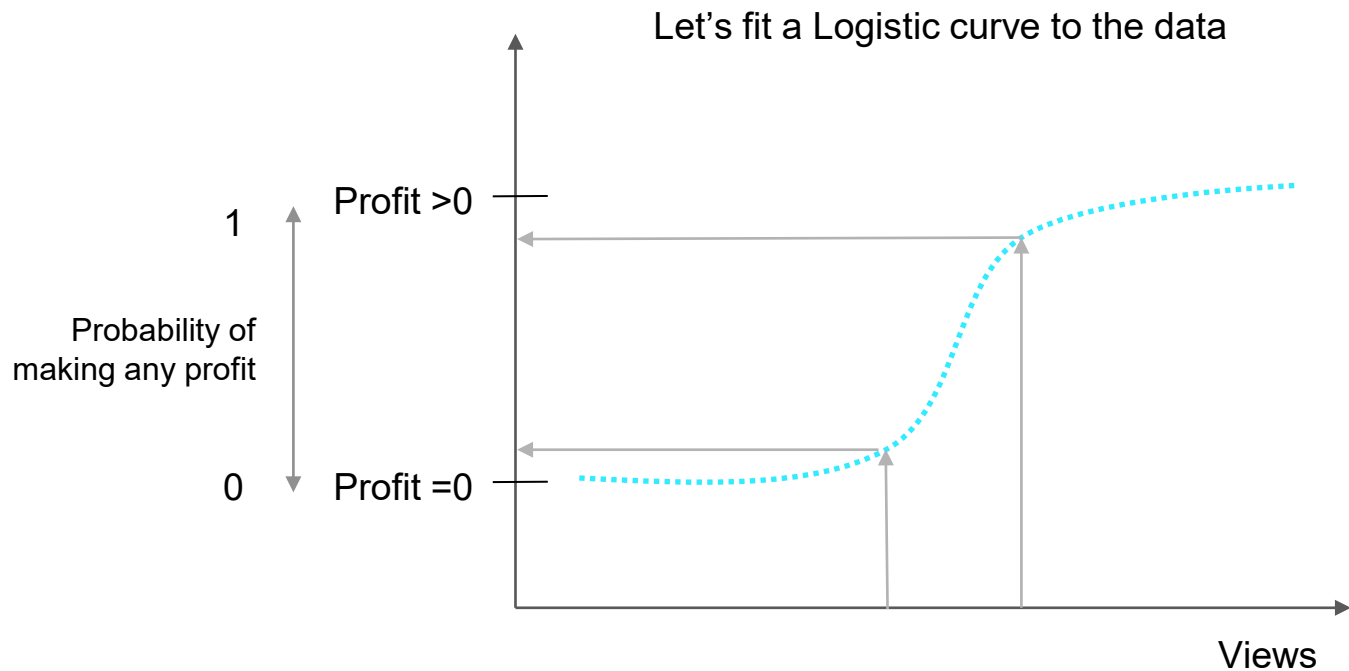 Let’s fit a Logistic curve to the data
Profit >0
1
Probability of
making any profit
0
Profit =0
Views